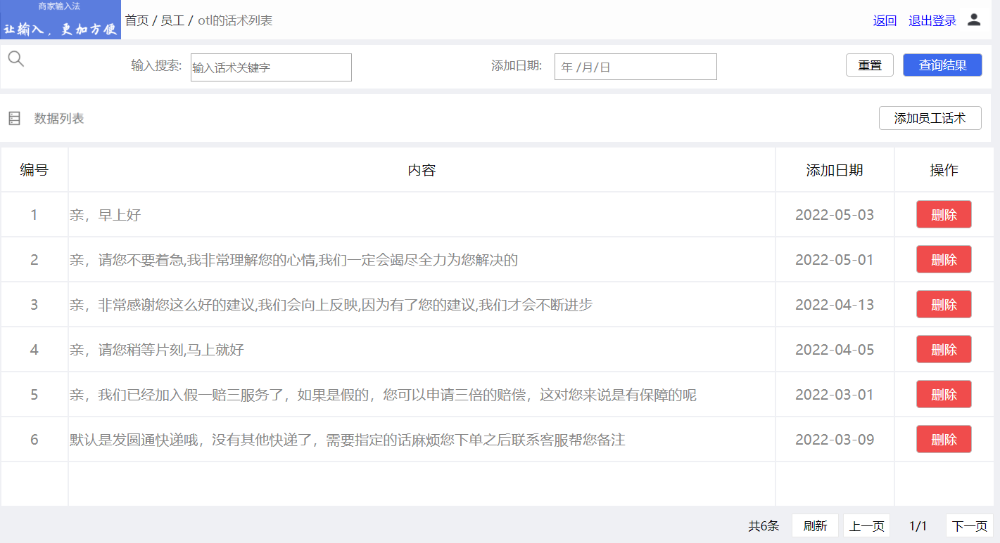 商家输入法
让输入，更加方便
首页 / 员工 / otl的话术列表
返回 退出登录
输入搜索: 输入话术关键字 添加日期: 年 /月/日 重置 查询结果
数据列表 添加员工话术
编号 内容 添加日期 操作
1 亲，早上好 2022-05-03 删除
2 亲，请您不要着急,我非常理解您的心情,我们一定会竭尽全力为您解决的 2022-05-01 删除
3 亲，非常感谢您这么好的建议,我们会向上反映,因为有了您的建议,我们才会不断进步 2022-04-13 删除
4 亲，请您稍等片刻,马上就好 2022-04-05 删除
5 亲，我们已经加入假一赔三服务了，如果是假的，您可以申请三倍的赔偿，这对您来说是有保障的呢 2022-03-01 删除
6 默认是发圆通快递哦，没有其他快递了，需要指定的话麻烦您下单之后联系客服帮您备注 2022-03-09 删除
共6条 刷新 上一页 1/1 下一页